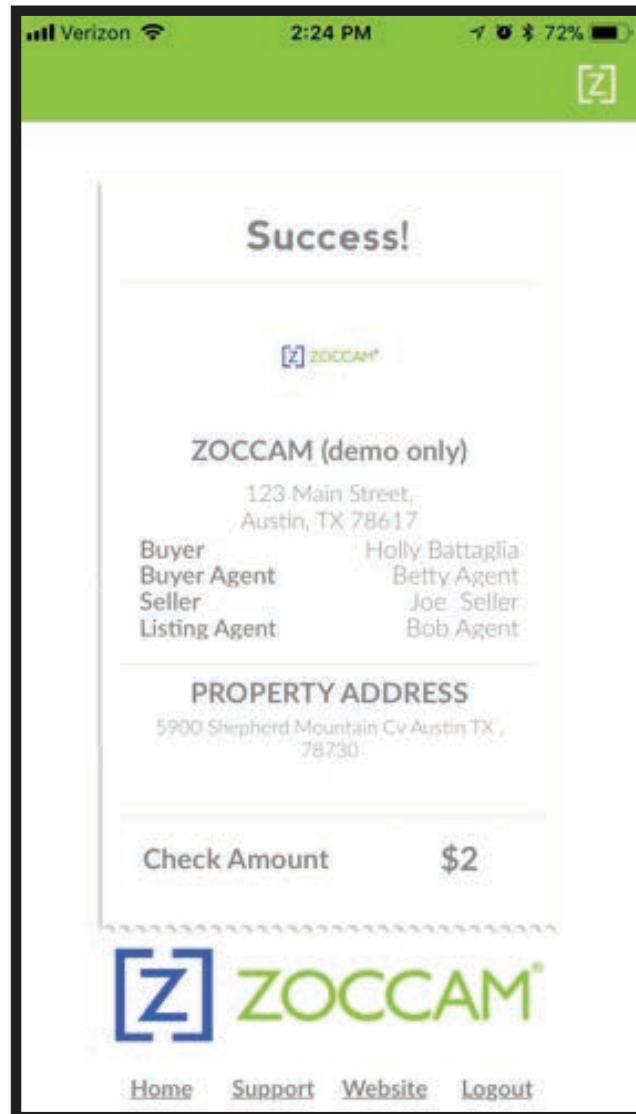 Verizon 2:24 PM 72%
[Z]
Success!
[Z] ZOCCAM®
ZOCCAM (demo only)
123 Main Street,
Austin, TX 78617
Buyer Holly Battaglia
Buyer Agent Betty Agent
Seller Joe Seller
Listing Agent Bob Agent
PROPERTY ADDRESS
5900 Shepherd Mountain Cv Austin TX ,
78730
Check Amount $2
[Z] ZOCCAM®
Home Support Website Logout